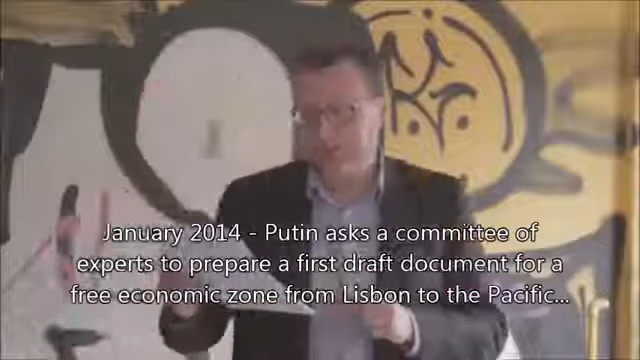 January 2014 - Putin asks a committee of
experts to prepare a first draft document for a
free economic zone from Lisbon to the Pacific...